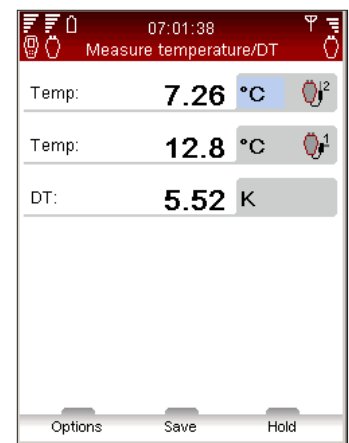 07:01:38
Measure temperature/DT
Temp: 7.26 °C 2
Temp: 12.8 °C 1
DT: 5.52 K
Options Save Hold